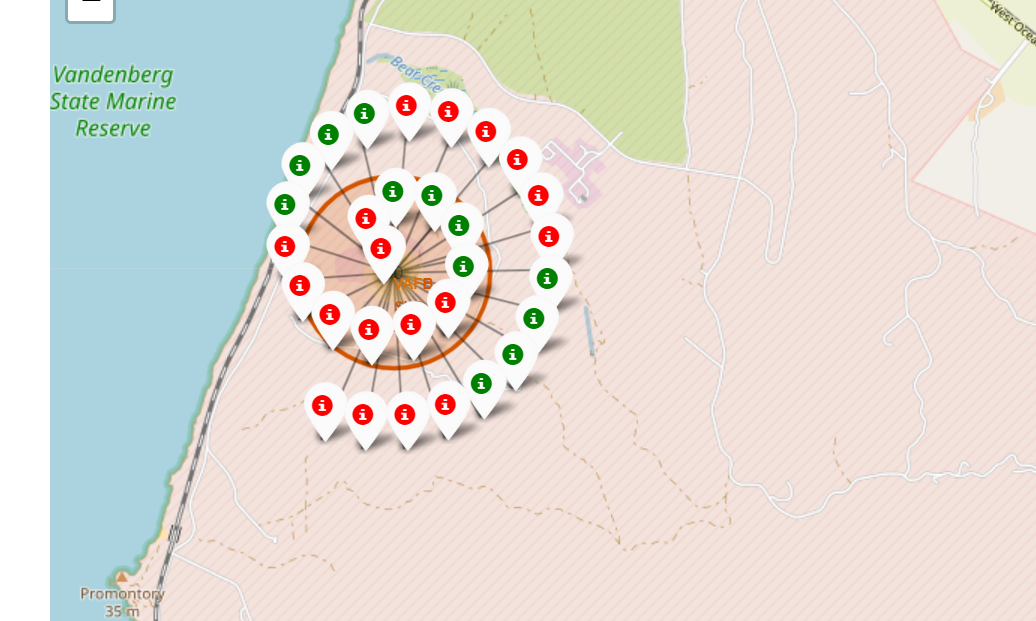 West Ocea
Vandenberg
State Marine
Reserve
Bear Cre
VAFB
Promontory
35 m